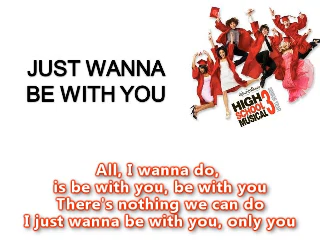 JUST WANNA
BE WITH YOU
HIGH
SCHOOL
MUSICAL
3
All, I wanna do,
is be with you, be with you
There's nothing we can do
I just wanna be with you, only you